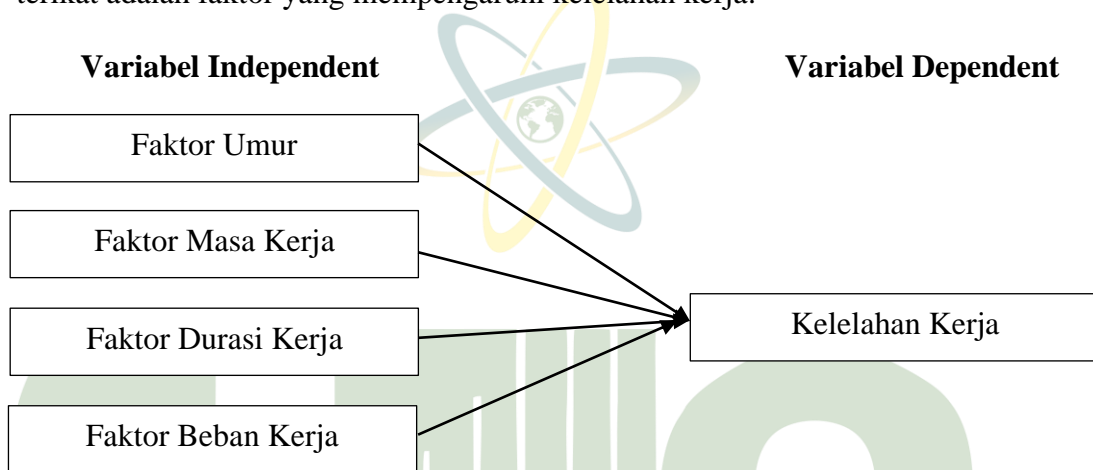 terikat adalah faktor yang mempengaruhi kelelahan kerja.
Variabel Independent
Variabel Dependent
Faktor Umur
Faktor Masa Kerja
Faktor Durasi Kerja
Kelelahan Kerja
Faktor Beban Kerja